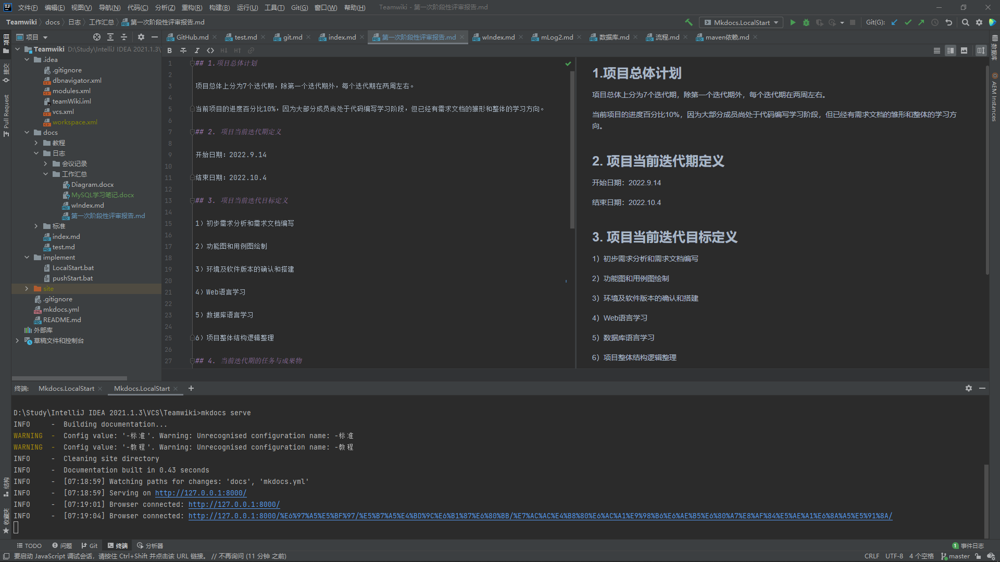 文件(F) 编辑(E) 视图(V) 导航(N) 代码(C) 分析(Z) 重构(R) 构建(B) 运行(U) 工具(T) Git(G) 窗口(W) 帮助(H) Teamwiki - 第一次阶段性评审报告.md
Teamwiki docs 日志 工作汇总 第一次阶段性评审报告.md Mkdocs.LocalStart Git(G):
项目 GitHub.md test.md git.md index.md 第一次阶段性评审报告.md wIndex.md mLog2.md 数据库.md 流程.md maven依赖.md
项目
提交
Pull Request
结构
收藏夹
数据库
AEM Instances
Teamwiki D:\Study\IntelliJ IDEA 2021.1.3\
.idea
.gitignore
dbnavigator.xml
modules.xml
teamWiki.iml
vcs.xml
workspace.xml
docs
教程
日志
会议记录
工作汇总
Diagram.docx
MySQL学习笔记.docx
wIndex.md
第一次阶段性评审报告.md
标准
index.md
test.md
implement
LocalStart.bat
pushStart.bat
site
.gitignore
mkdocs.yml
README.md
外部库
草稿文件和控制台
1 ## 1.项目总体计划
2
3 项目总体上分为7个迭代期，除第一个迭代期外，每个迭代期在两周左右。
4
5 当前项目的进度百分比10%，因为大部分成员尚处于代码编写学习阶段，但已经有需求文档的雏形和整体的学习方向。
6
7 ## 2. 项目当前迭代期定义
8
9 开始日期：2022.9.14
10
11 结束日期：2022.10.4
12
13 ## 3. 项目当前迭代目标定义
14
15 1）初步需求分析和需求文档编写
16
17 2）功能图和用例图绘制
18
19 3）环境及软件版本的确认和搭建
20
21 4）Web语言学习
22
23 5）数据库语言学习
24
25 6）项目整体结构逻辑整理
26
27 ## 4. 当前迭代期的任务与成果物
1.项目总体计划
项目总体上分为7个迭代期，除第一个迭代期外，每个迭代期在两周左右。
当前项目的进度百分比10%，因为大部分成员尚处于代码编写学习阶段，但已经有需求文档的雏形和整体的学习方
向。
2. 项目当前迭代期定义
开始日期：2022.9.14
结束日期：2022.10.4
3. 项目当前迭代目标定义
1）初步需求分析和需求文档编写
2）功能图和用例图绘制
3）环境及软件版本的确认和搭建
4）Web语言学习
5）数据库语言学习
6）项目整体结构逻辑整理
终端: Mkdocs.LocalStart Mkdocs.LocalStart
D:\Study\IntelliJ IDEA 2021.1.3\VCS\Teamwiki>mkdocs serve
INFO - Building documentation...
WARNING - Config value: '-标准'. Warning: Unrecognised configuration name: -标准
WARNING - Config value: '-教程'. Warning: Unrecognised configuration name: -教程
INFO - Cleaning site directory
INFO - Documentation built in 0.43 seconds
INFO - [07:18:59] Watching paths for changes: 'docs', 'mkdocs.yml'
INFO - [07:18:59] Serving on http://127.0.0.1:8000/
INFO - [07:19:01] Browser connected: http://127.0.0.1:8000/
INFO - [07:19:04] Browser connected: http://127.0.0.1:8000/%E6%97%A5%E5%BF%97/%E5%B7%A5%E4%BD%9C%E6%B1%87%E6%80%BB/%E7%AC%AC%E4%B8%80%E6%AC%A1%E9%98%B6%E6%AE%B5%E6%80%A7%E8%AF%84%E5%AE%A1%E6%8A%A5%E5%91%8A/
TODO 问题 Git 终端 分析器 1 事件日志
要启动 JavaScript 调试会话，请按住 Ctrl+Shift 并点击该 URL 链接。 // 不再询问 (11 分钟 之前) CRLF UTF-8 4 个空格 master